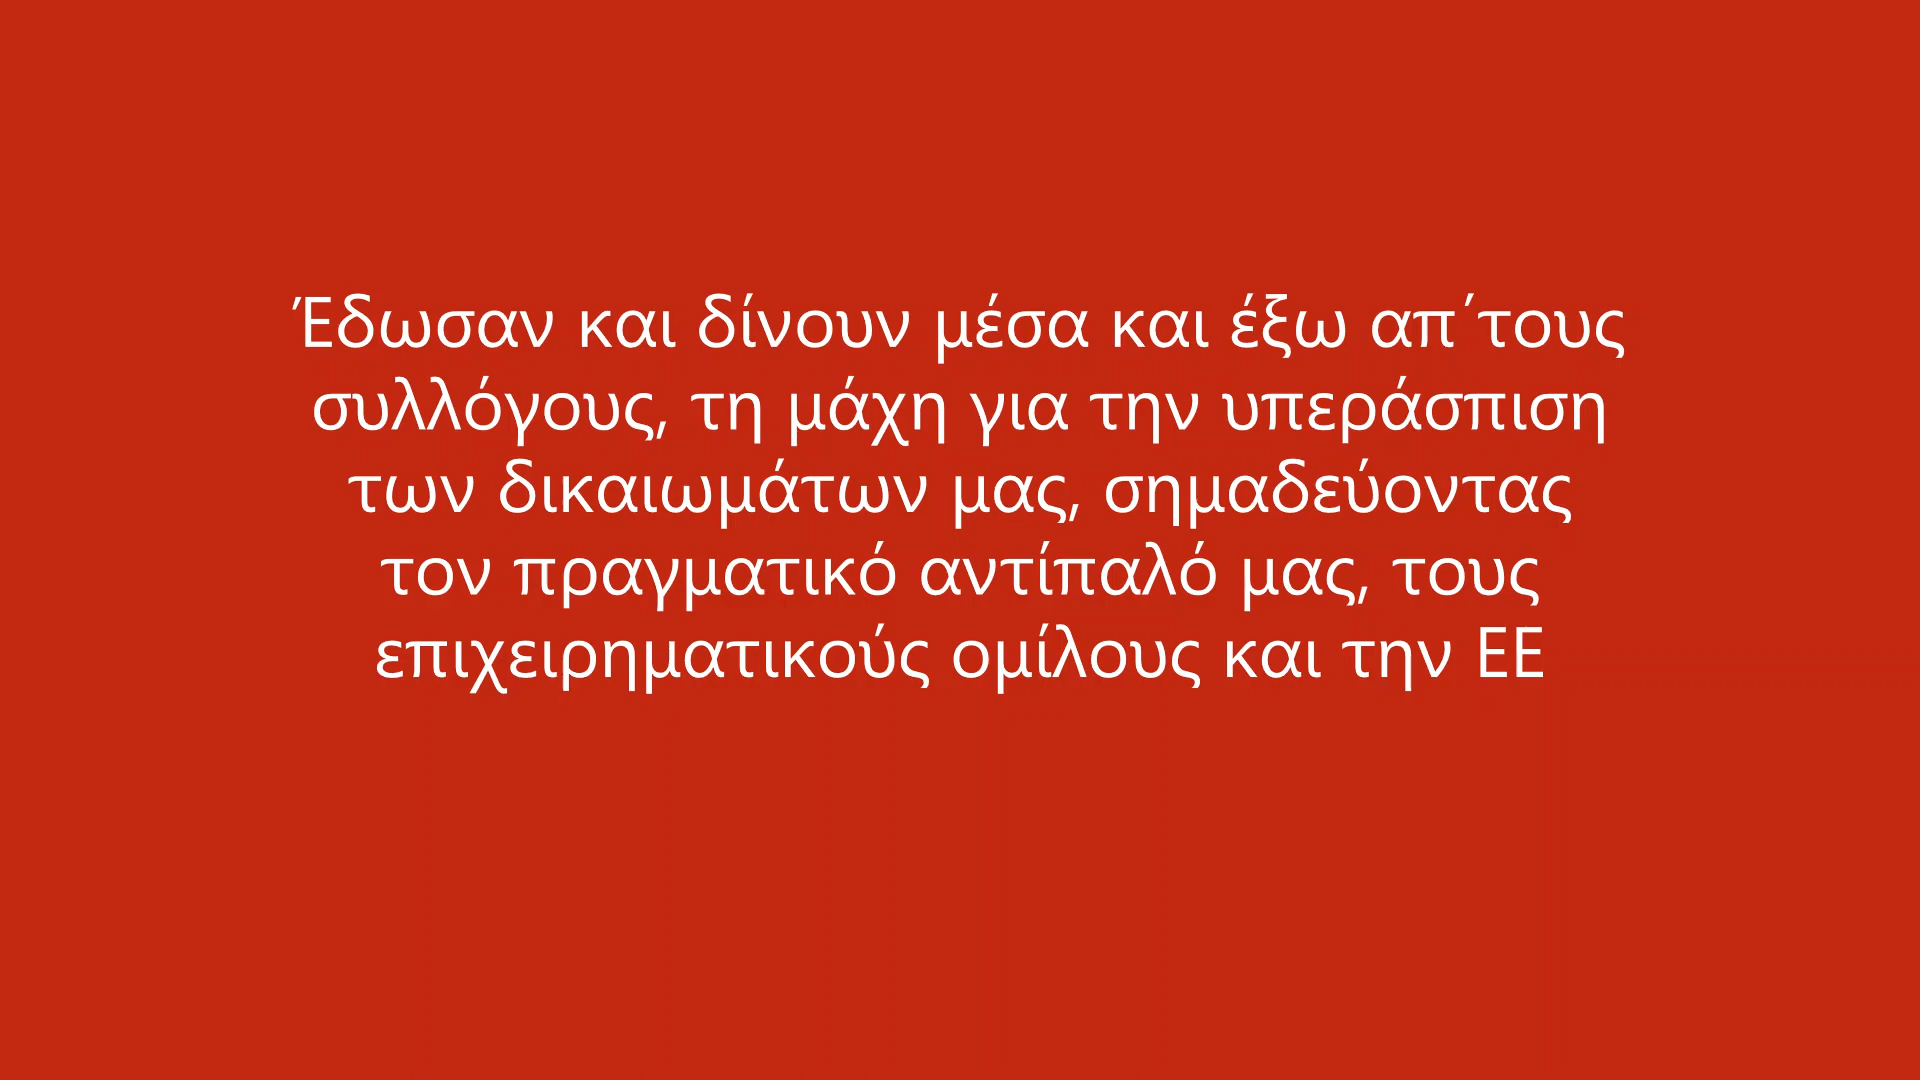 Έδωσαν και δίνουν μέσα και έξω απ΄τους
συλλόγους, τη μάχη για την υπεράσπιση
των δικαιωμάτων μας, σημαδεύοντας
τον πραγματικό αντίπαλό μας, τους
επιχειρηματικούς ομίλους και την ΕΕ